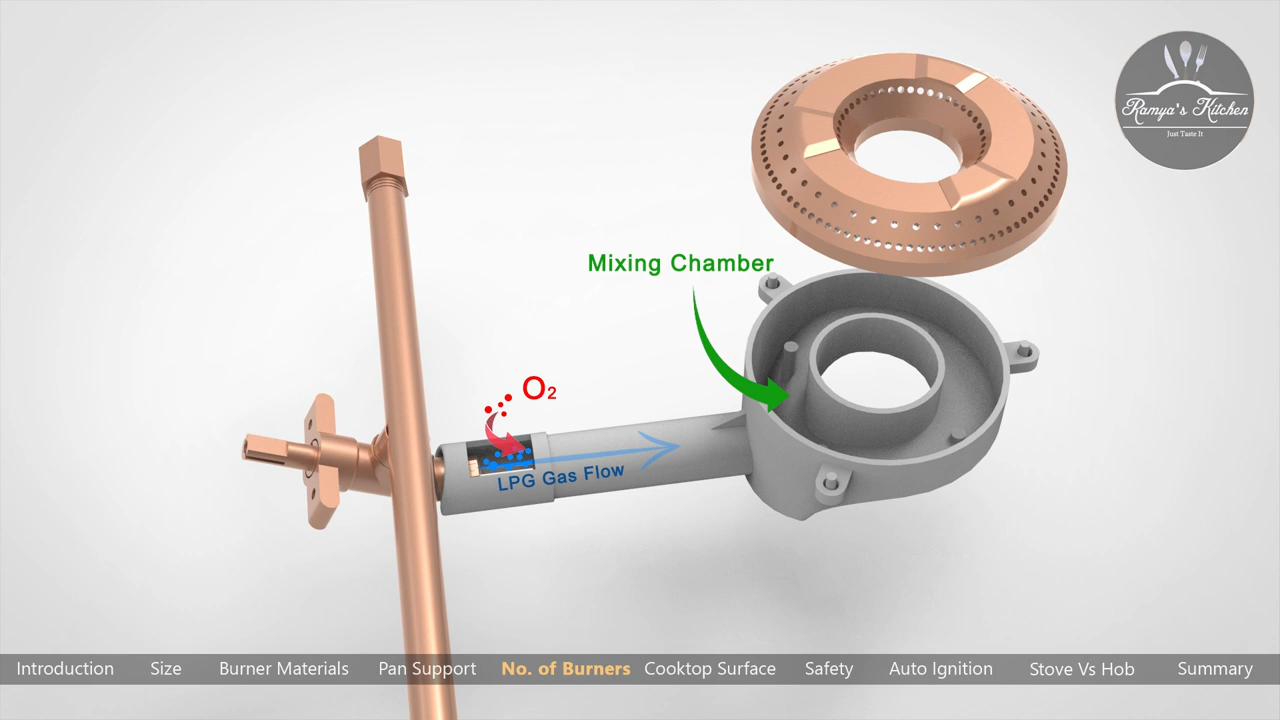 Ramya's Kitchen
Just Taste It
Mixing Chamber
O₂
LPG Gas Flow
Introduction
Size
Burner Materials
Pan Support
No. of Burners
Cooktop Surface
Safety
Auto Ignition
Stove Vs Hob
Summary